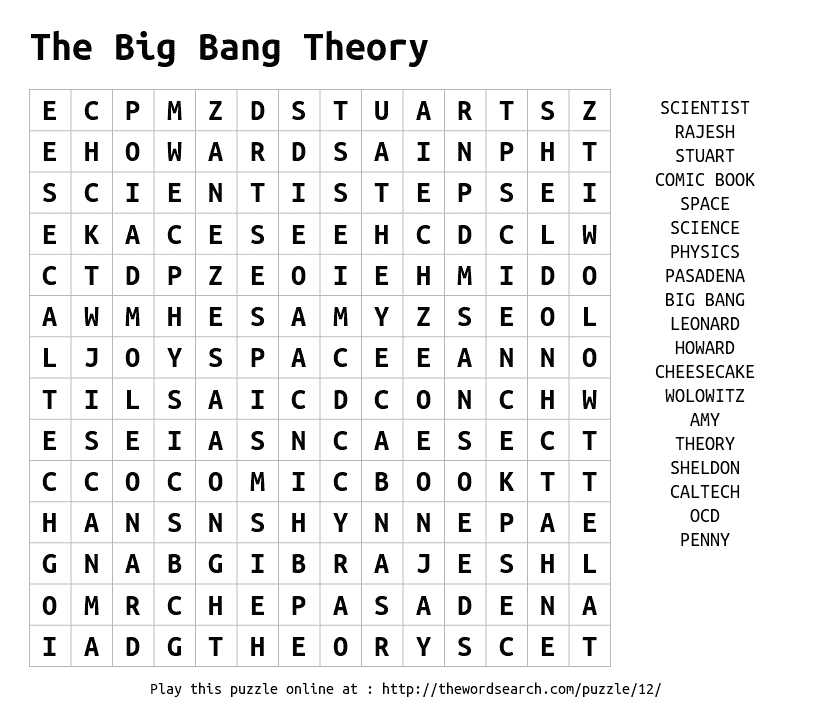 The Big Bang Theory
E C P M Z D S T U A R T S Z
E H O W A R D S A I N P H T
S C I E N T I S T E P S E I
E K A C E S E E H C D C L W
C T D P Z E O I E H M I D O
A W M H E S A M Y Z S E O L
L J O Y S P A C E E A N N O
T I L S A I C D C O N C H W
E S E I A S N C A E S E C T
C C O C O M I C B O O K T T
H A N S N S H Y N N E P A E
G N A B G I B R A J E S H L
O M R C H E P A S A D E N A
I A D G T H E O R Y S C E T
SCIENTIST
RAJESH
STUART
COMIC BOOK
SPACE
SCIENCE
PHYSICS
PASADENA
BIG BANG
LEONARD
HOWARD
CHEESECAKE
WOLOWITZ
AMY
THEORY
SHELDON
CALTECH
OCD
PENNY
Play this puzzle online at : http://thewordsearch.com/puzzle/12/